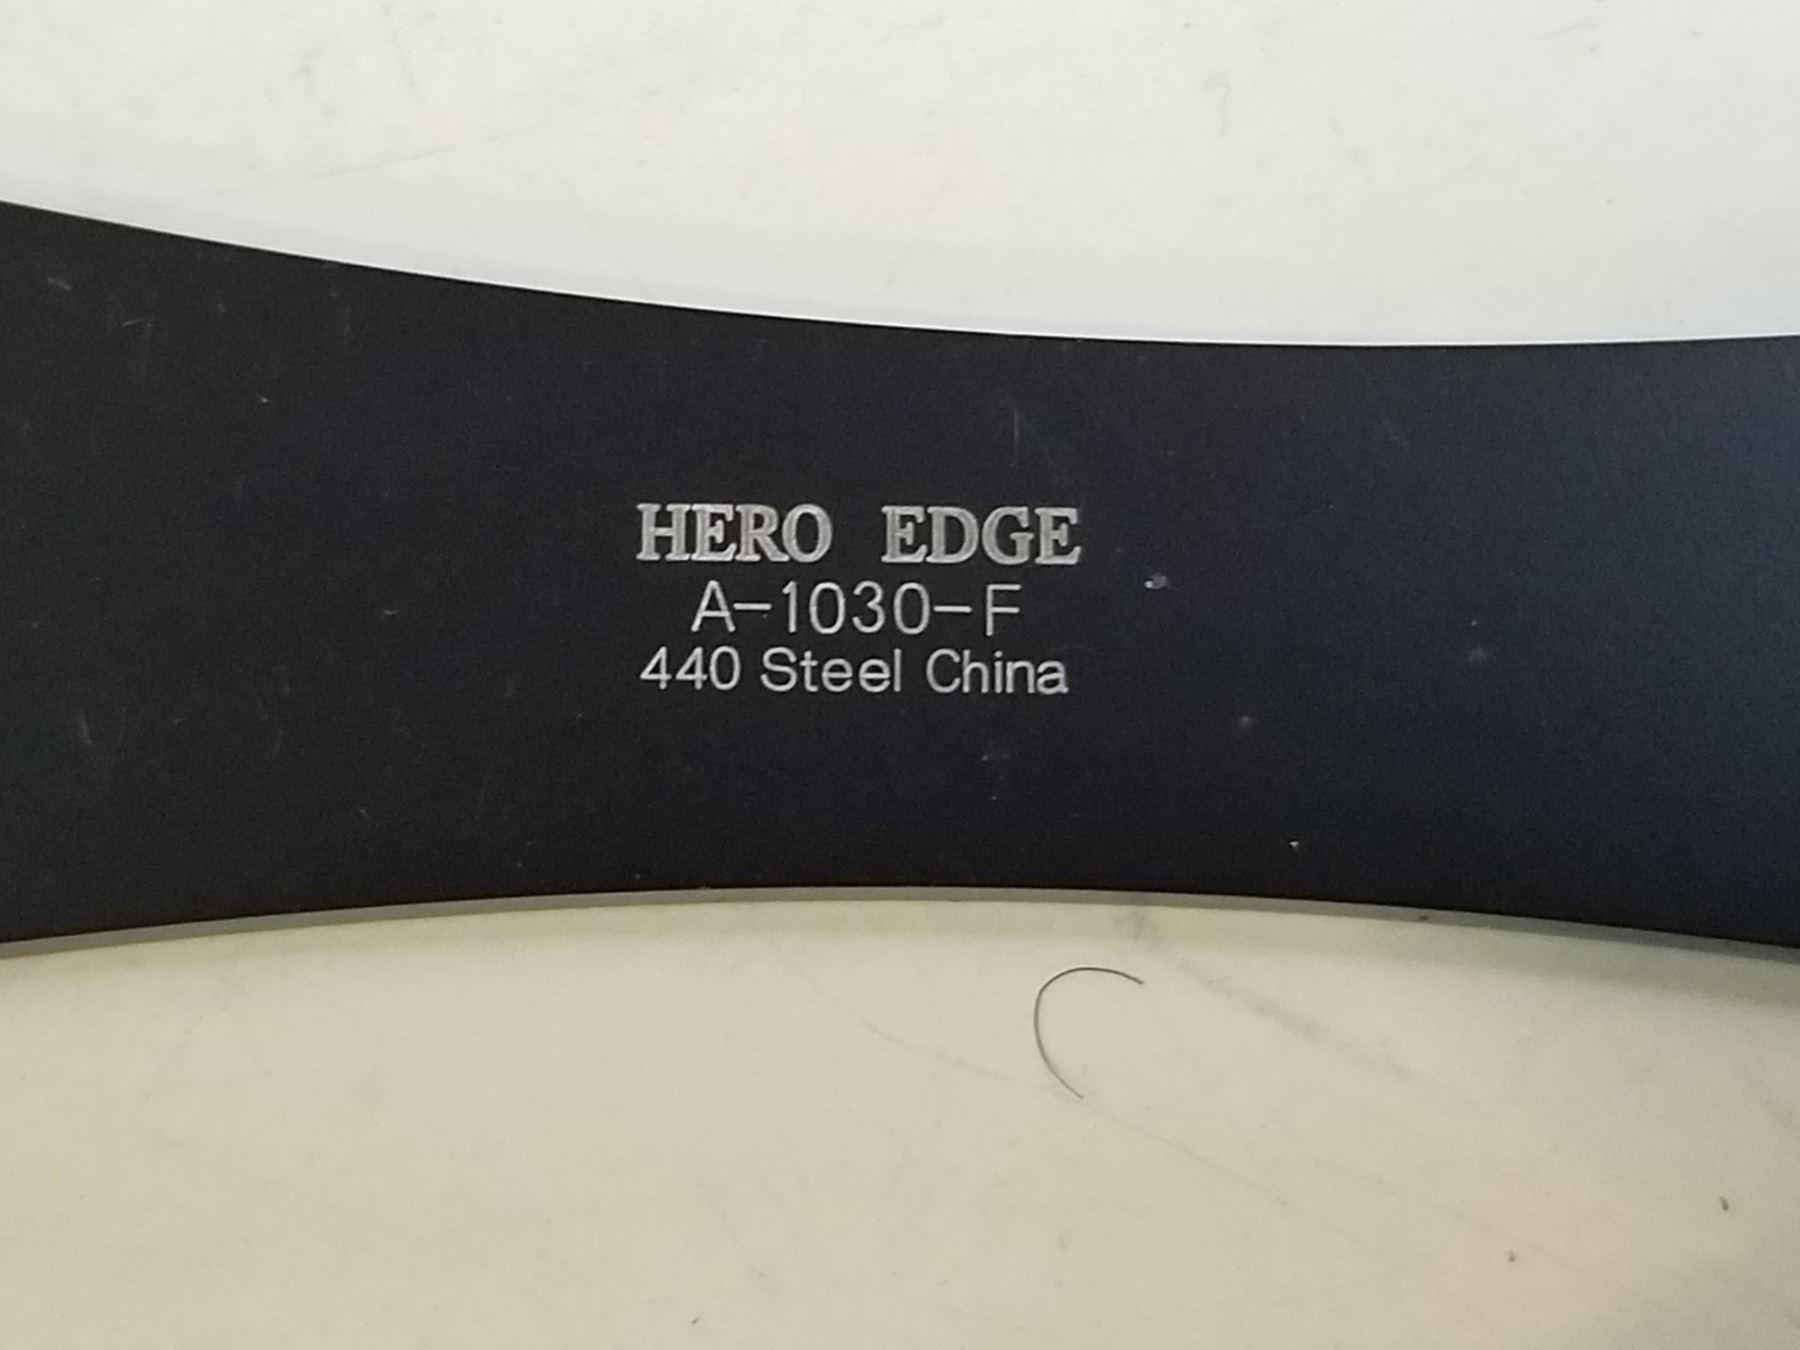 HERO EDGE
A-1030-F
440 Steel China